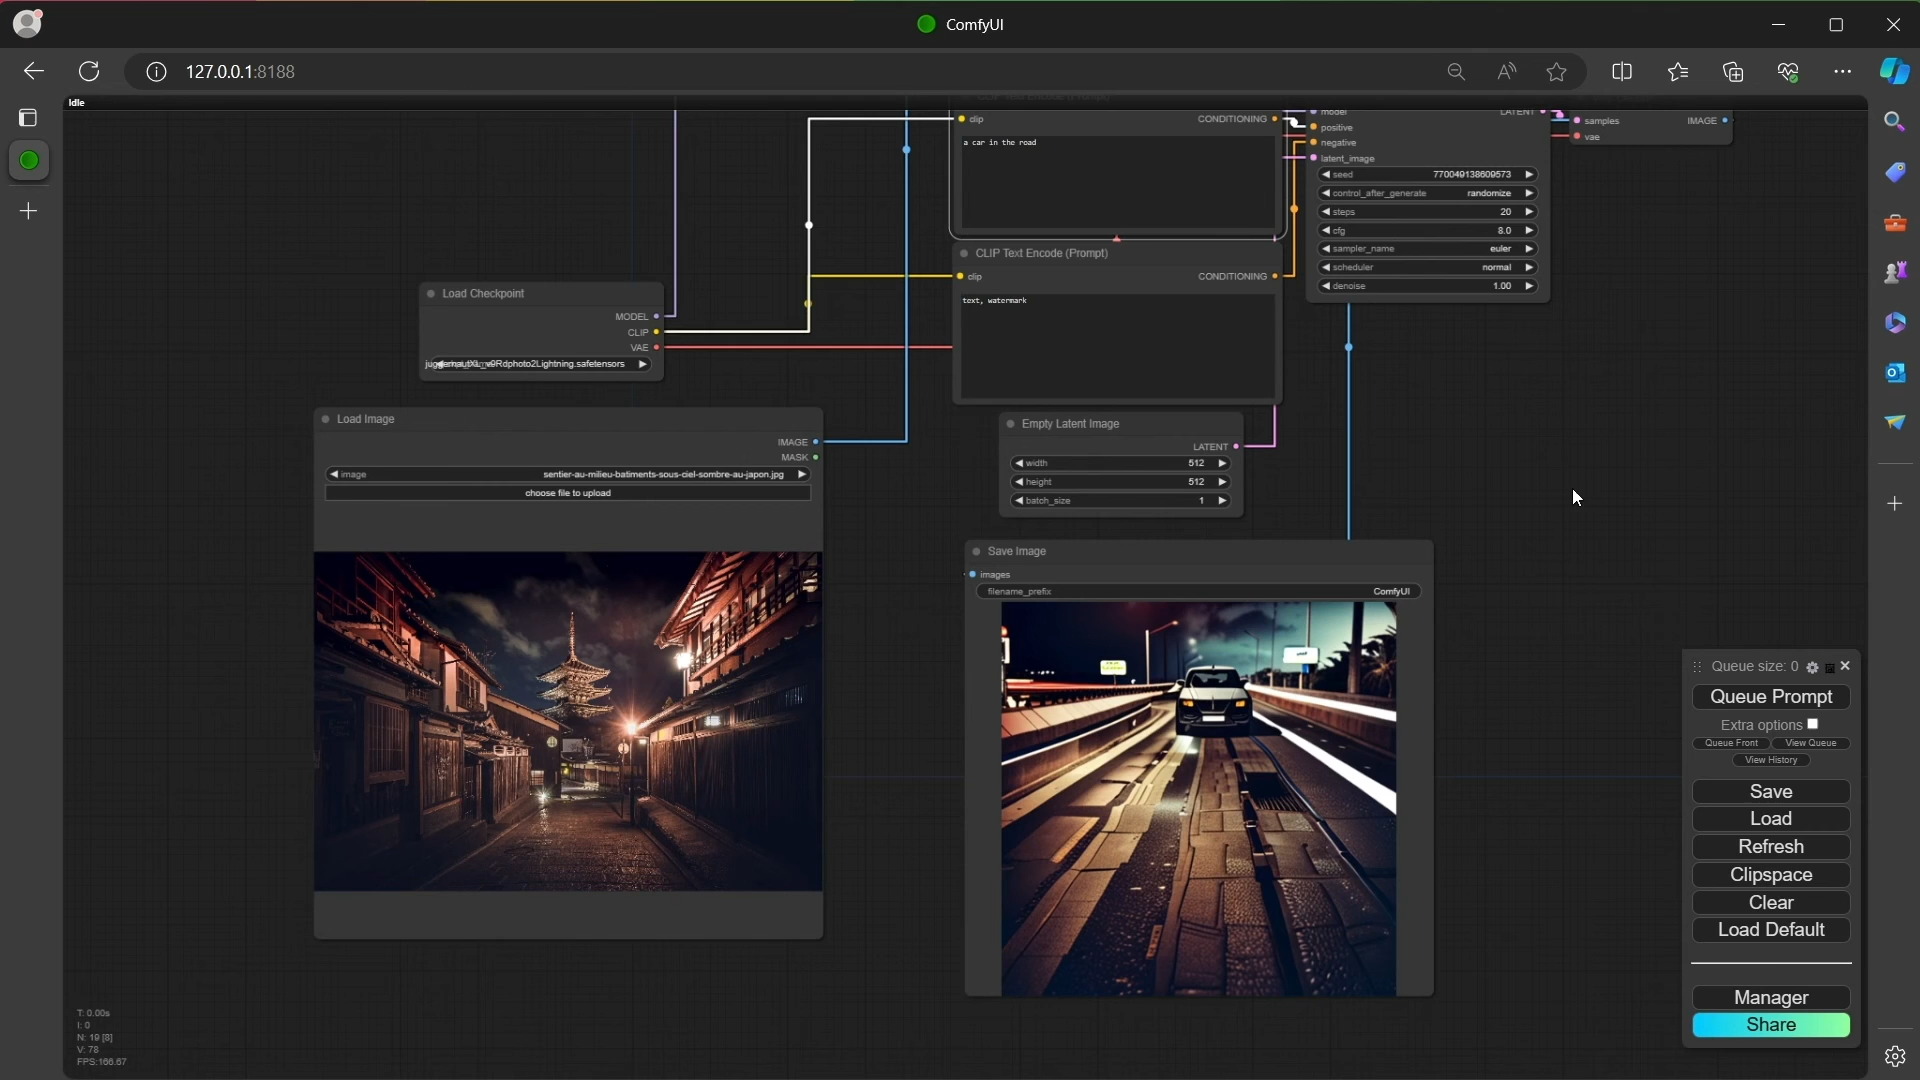 ComfyUI
127.0.0.1:8188
Idle
clip
CONDITIONING
a car in the road
model
LATENT
positive
negative
latent_image
seed
770049138609573
control_after_generate
randomize
steps
20
cfg
8.0
sampler_name
euler
scheduler
normal
denoise
1.00
samples
IMAGE
vae
CLIP Text Encode (Prompt)
clip
CONDITIONING
text, watermark
Load Checkpoint
MODEL
CLIP
VAE
Load Image
IMAGE
MASK
image
sentier-au-milieu-batiments-sous-ciel-sombre-au-japon.jpg
choose file to upload
Empty Latent Image
LATENT
width
512
height
512
batch_size
1
Save Image
images
filename_prefix
ComfyUI
Queue size: 0
Queue Prompt
Extra options
Queue Front
View Queue
View History
Save
Load
Refresh
Clipspace
Clear
Load Default
Manager
Share
T: 0.00s
I: 0
N: 19 [8]
V: 78
FPS:166.67